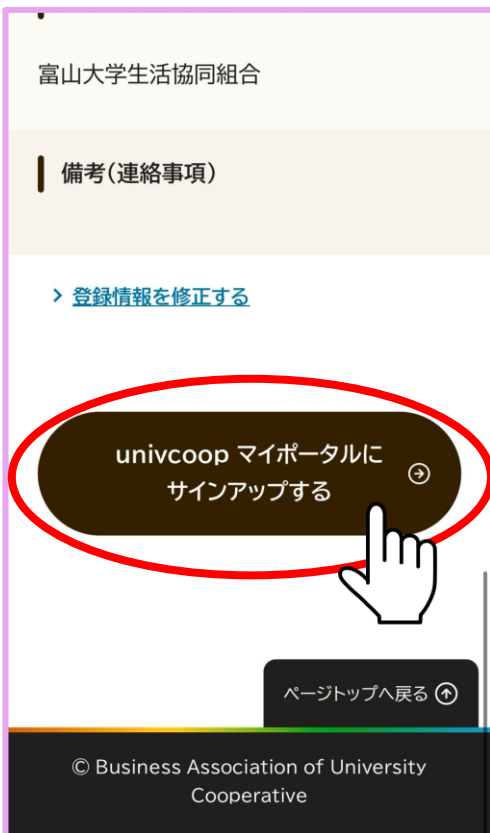 富山大学生活協同組合
備考(連絡事項)
登録情報を修正する
univcoop マイポータルに
サインアップする
ページトップへ戻る
© Business Association of University
Cooperative